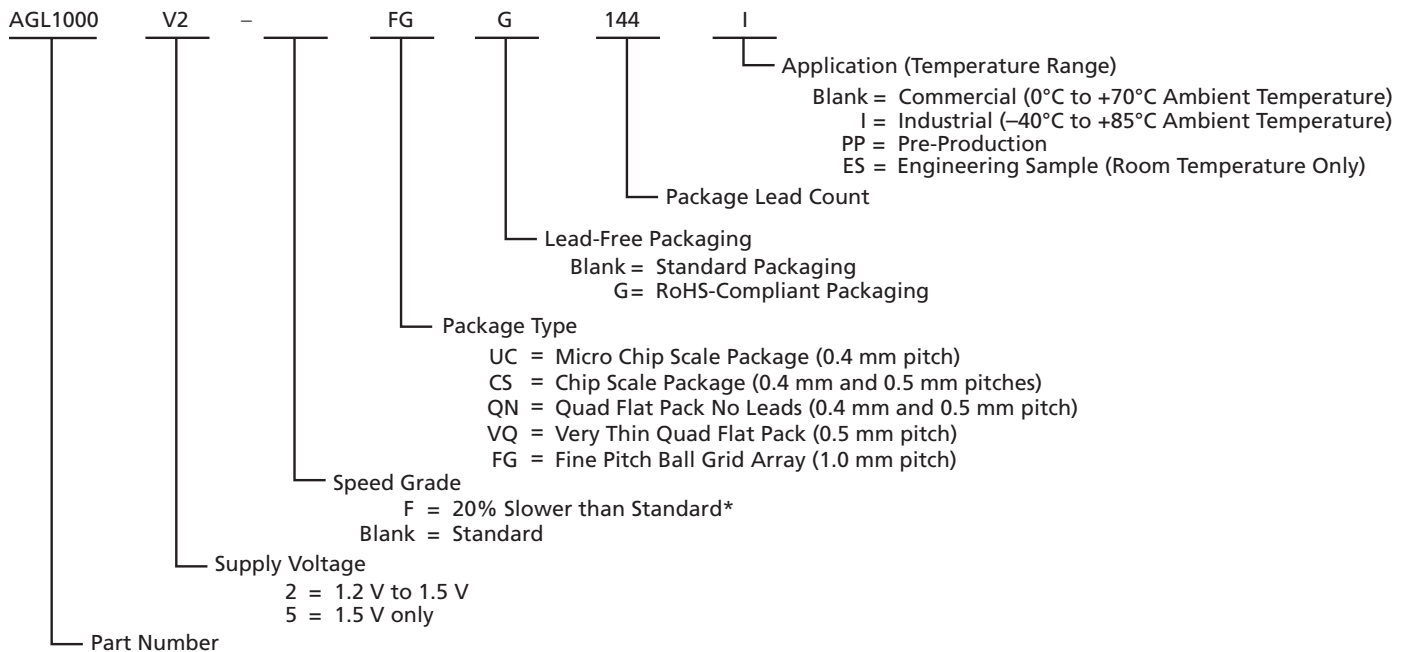 AGL1000 V2 – FG G 144 I
Application (Temperature Range)
Blank = Commercial (0°C to +70°C Ambient Temperature)
I = Industrial (–40°C to +85°C Ambient Temperature)
PP = Pre-Production
ES = Engineering Sample (Room Temperature Only)
Package Lead Count
Lead-Free Packaging
Blank = Standard Packaging
G= RoHS-Compliant Packaging
Package Type
UC = Micro Chip Scale Package (0.4 mm pitch)
CS = Chip Scale Package (0.4 mm and 0.5 mm pitches)
QN = Quad Flat Pack No Leads (0.4 mm and 0.5 mm pitch)
VQ = Very Thin Quad Flat Pack (0.5 mm pitch)
FG = Fine Pitch Ball Grid Array (1.0 mm pitch)
Speed Grade
F = 20% Slower than Standard*
Blank = Standard
Supply Voltage
2 = 1.2 V to 1.5 V
5 = 1.5 V only
Part Number